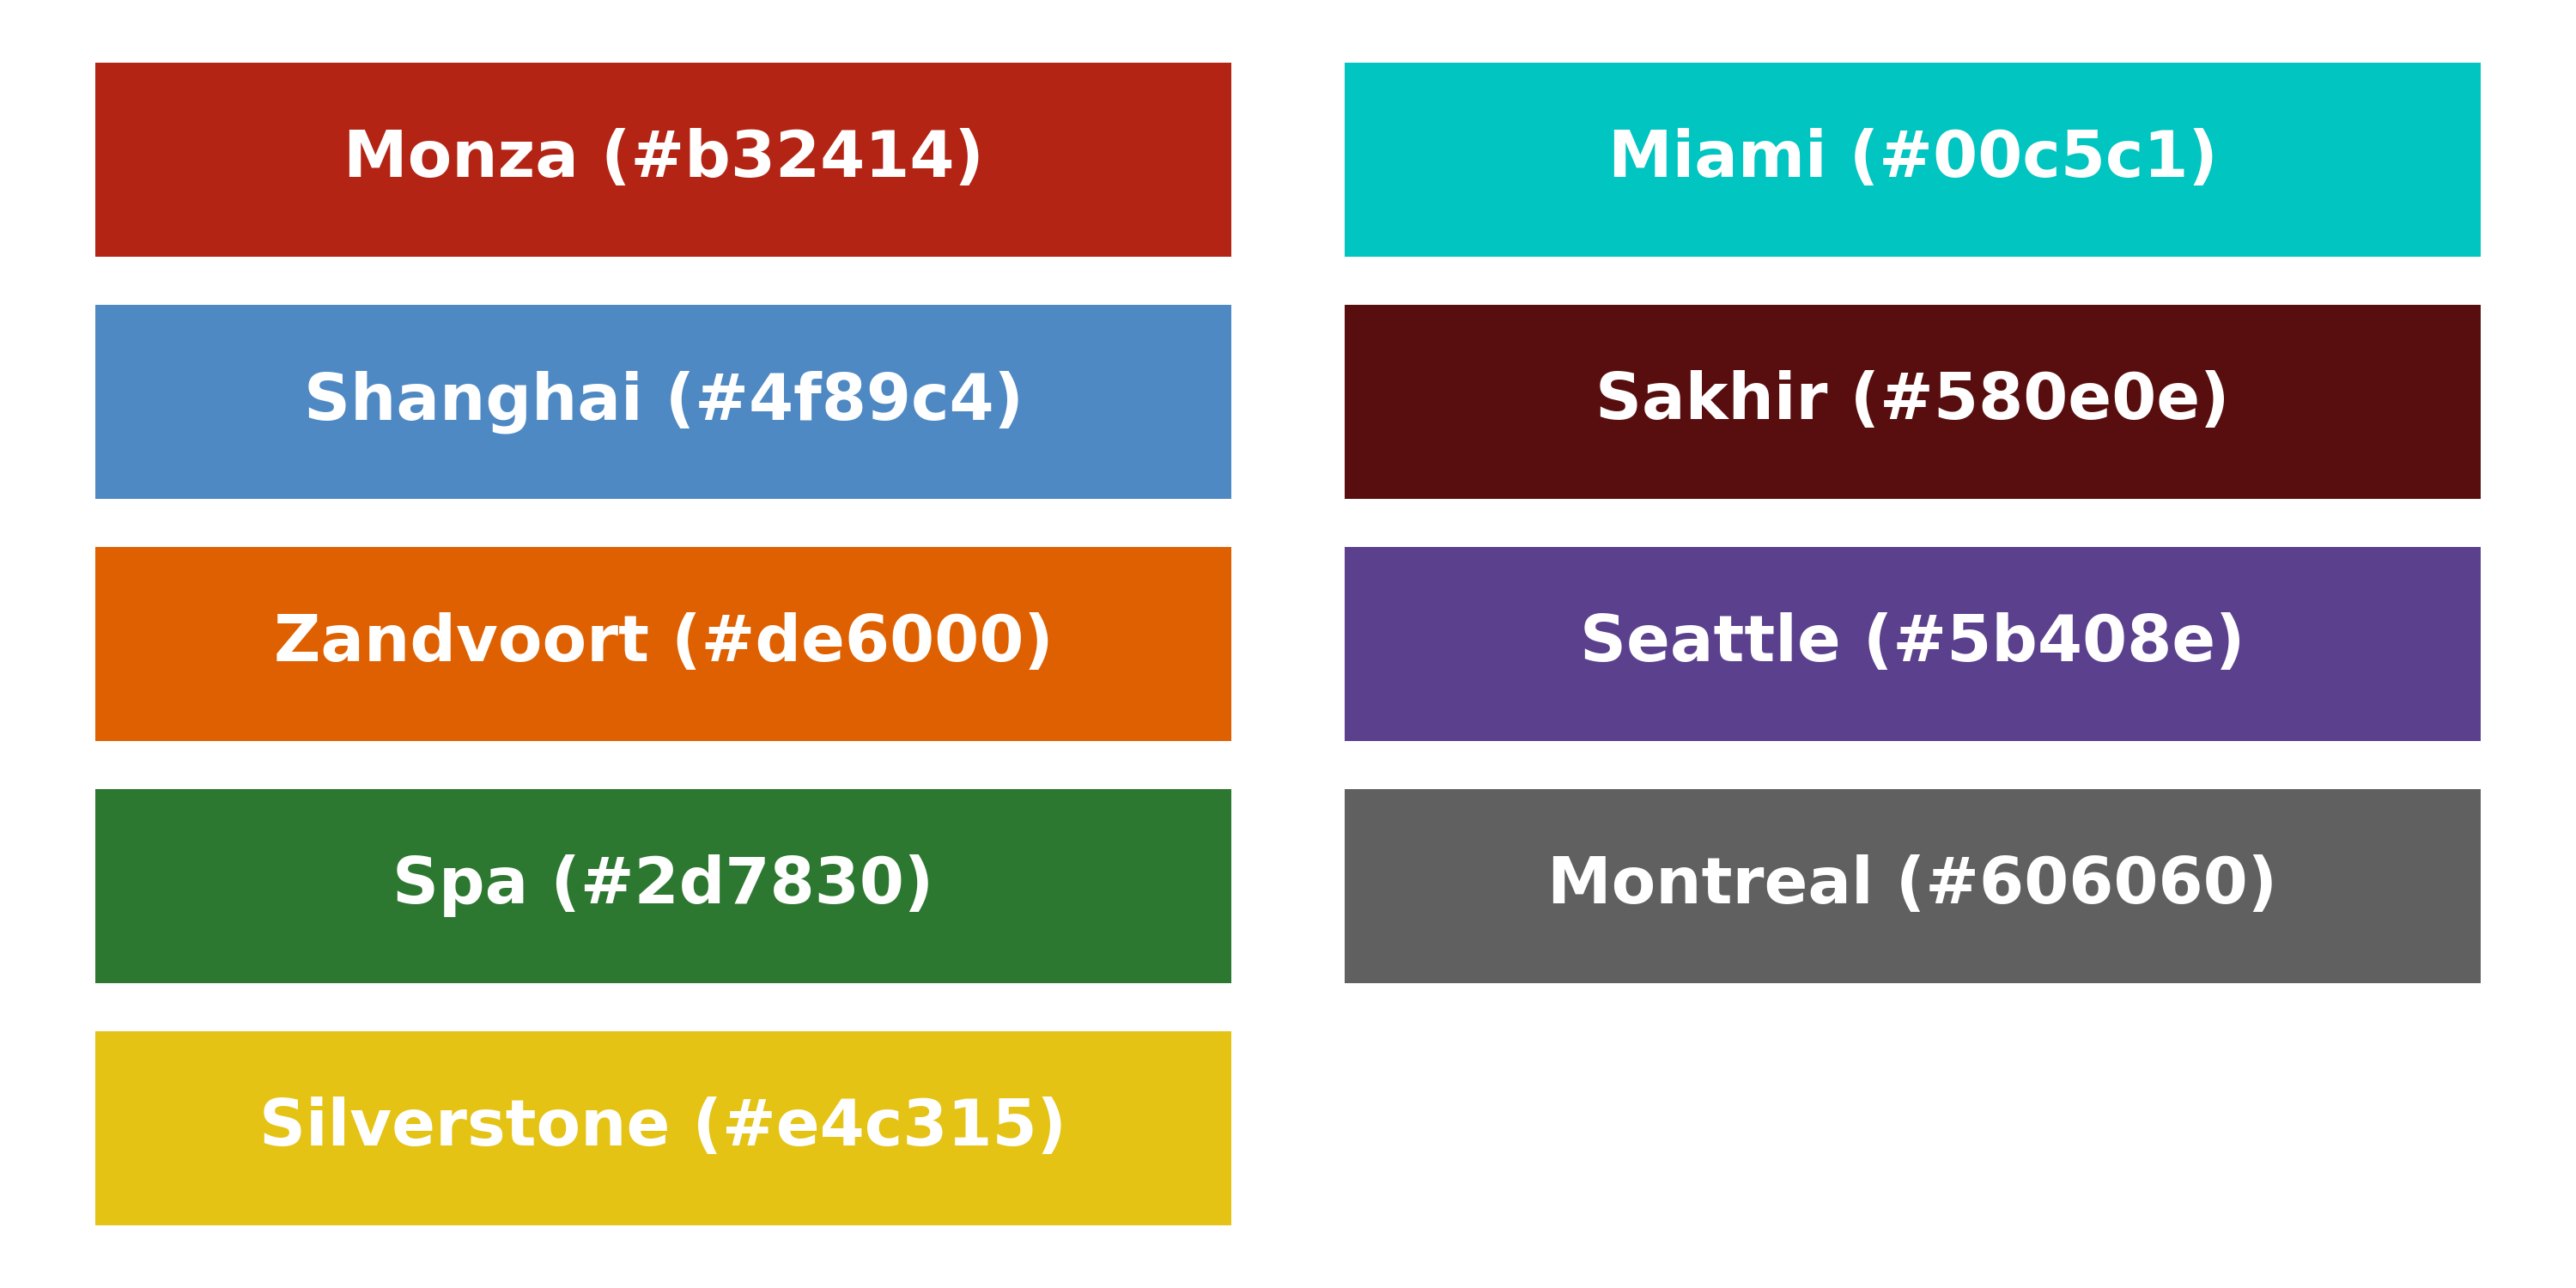 Monza (#b32414)
Shanghai (#4f89c4)
Zandvoort (#de6000)
Spa (#2d7830)
Silverstone (#e4c315)
Miami (#00c5c1)
Sakhir (#580e0e)
Seattle (#5b408e)
Montreal (#606060)